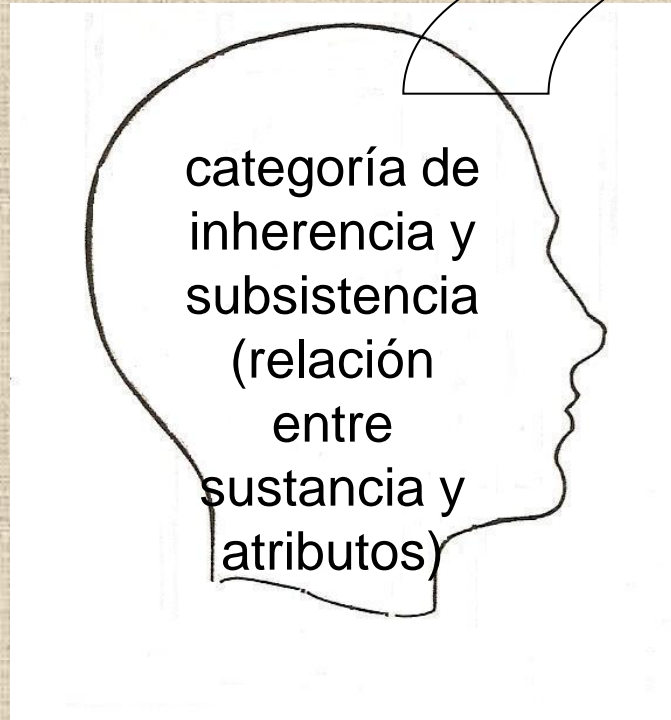 categoría de
inherencia y
subsistencia
(relación
entre
sustancia y
atributos)